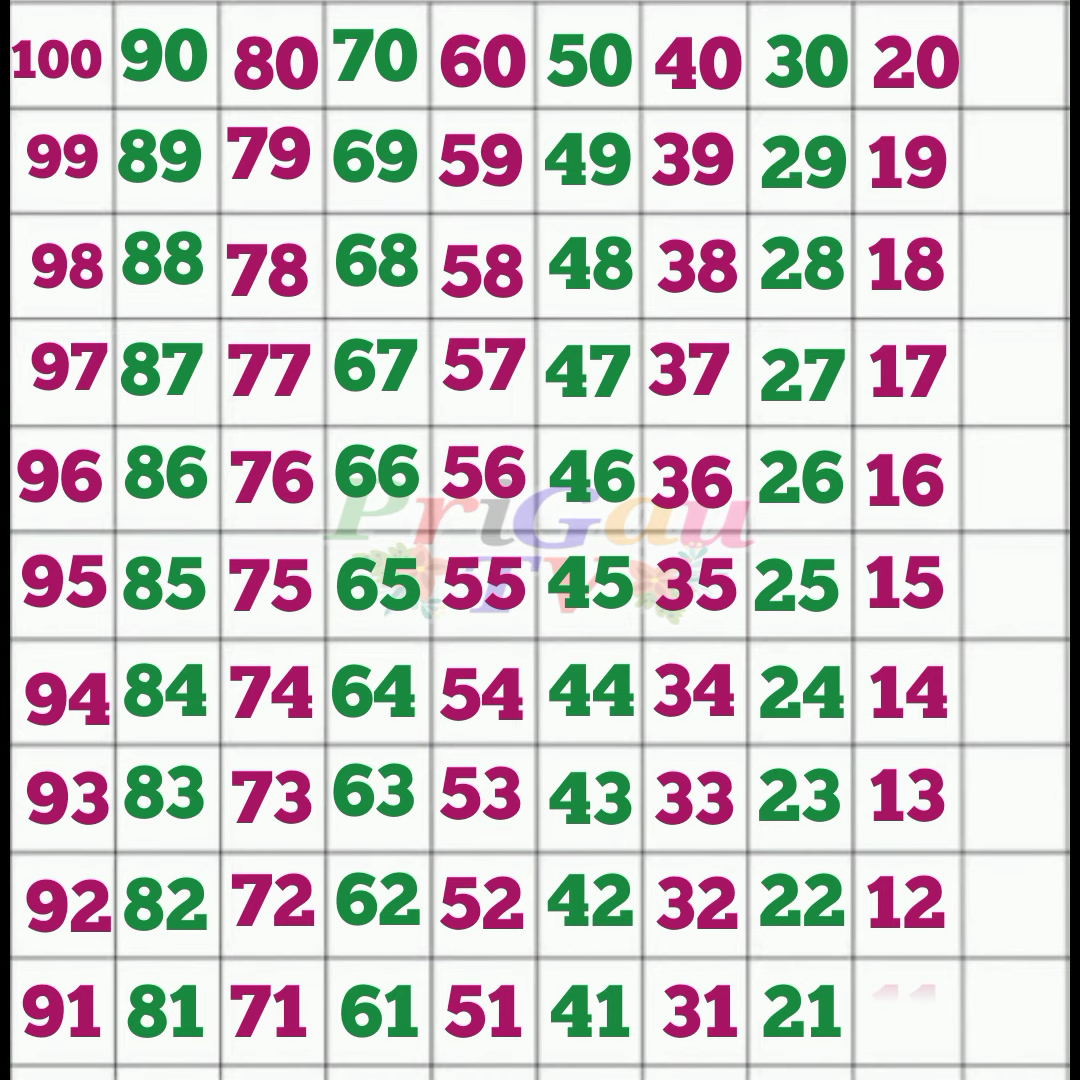 100 90 80 70 60 50 40 30 20
99 89 79 69 59 49 39 29 19
98 88 78 68 58 48 38 28 18
97 87 77 67 57 47 37 27 17
96 86 76 66 56 46 36 26 16
PriGau
95 85 75 65 55 45 35 25 15
TV
94 84 74 64 54 44 34 24 14
93 83 73 63 53 43 33 23 13
92 82 72 62 52 42 32 22 12
91 81 71 61 51 41 31 21